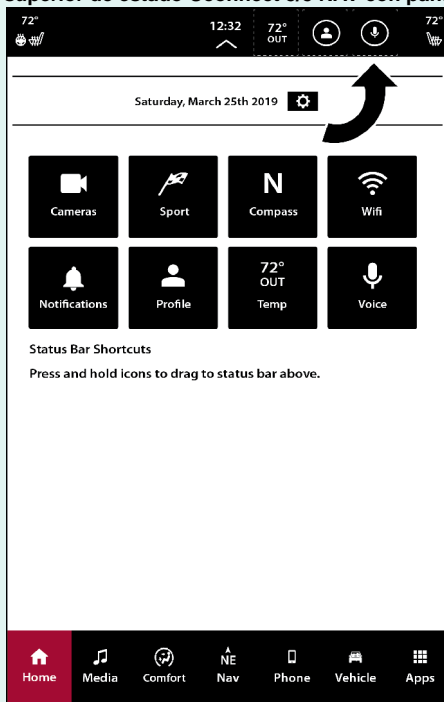 72° 12:32 72° 72°
OUT
Saturday, March 25th 2019
Cameras Sport N Compass Wifi
Notifications Profile 72° OUT Temp Voice
Status Bar Shortcuts
Press and hold icons to drag to status bar above.
NE
Home Media Comfort Nav Phone Vehicle Apps